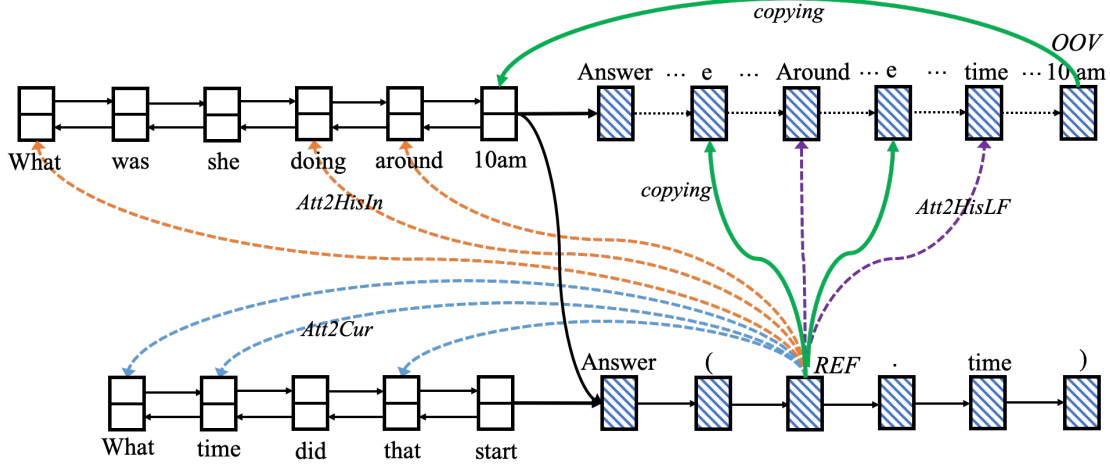 copying
OOV
Answer ... e ... Around ... e ... time ... 10 am
What was she doing around 10am
copying
Att2HisIn
Att2HisLF
Att2Cur
Answer ( REF . time )
What time did that start